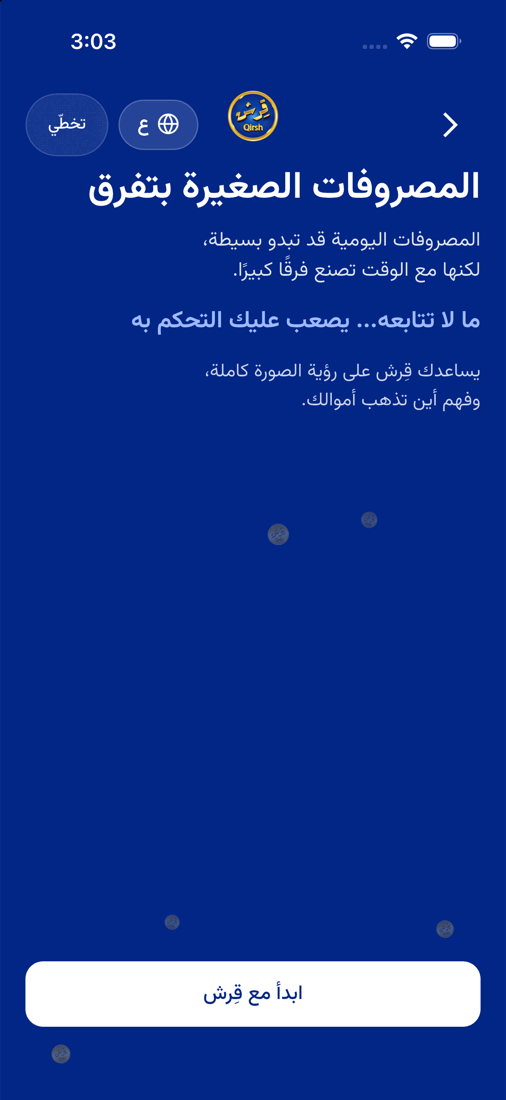 3:03
قِرش
Qirsh
ع
تخطّي
المصروفات الصغيرة بتفرق
المصروفات اليومية قد تبدو بسيطة،
لكنها مع الوقت تصنع فرقًا كبيرًا.
ما لا تتابعه... يصعب عليك التحكم به
يساعدك قِرش على رؤية الصورة كاملة،
وفهم أين تذهب أموالك.
ابدأ مع قِرش